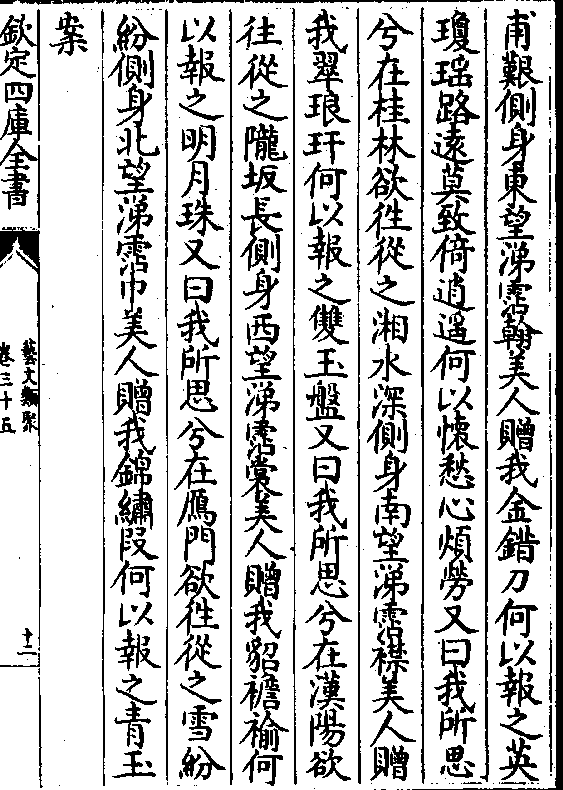 甫艱側身東望涕霑翰美人贈我金錯刀何以報之英
瓊瑶路遠莫致倚逍遥何以懐愁心煩勞又曰我所思
兮在桂林欲徃從之湘水深側身南望涕霑襟美人贈
我翠琅玕何以報之雙玉盤又曰我所思兮在漢陽欲
往從之隴坂長側身西望涕霑裳美人贈我貂襜褕何
以報之明月珠又曰我所思兮在鴈門欲徃從之雪紛
紛側身北望涕霑巾美人贈我錦繡段何以報之青玉
案
欽定四庫全書
藝文類聚
卷三十五
十二